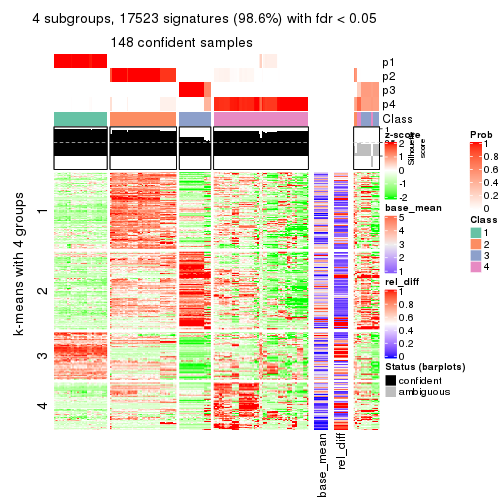 4 subgroups, 17523 signatures (98.6%) with fdr < 0.05
148 confident samples
p1
p2
p3
p4
Class
1
Silhouette
score
k-means with 4 groups
1
2
3
4
base_mean
rel_diff
z-score
2
1
0
-1
-2
base_mean
5
4
3
2
1
rel_diff
1
0.8
0.6
0.4
0.2
0
Status (barplots)
confident
ambiguous
Prob
1
0.8
0.6
0.4
0.2
0
Class
1
2
3
4